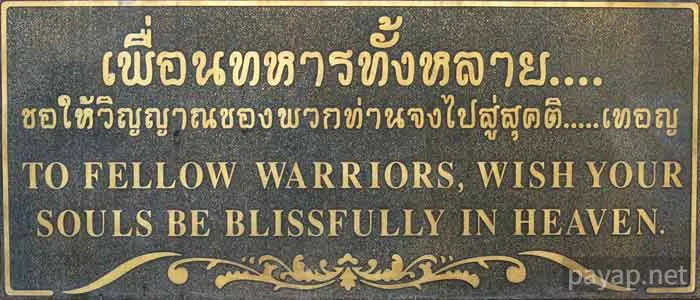 เพื่อนทหารทั้งหลาย....
ขอให้วิญญาณของพวกท่านจงไปสู่สุคติ.....เทอญ
TO FELLOW WARRIORS, WISH YOUR
SOULS BE BLISSFULLY IN HEAVEN.
payap.net